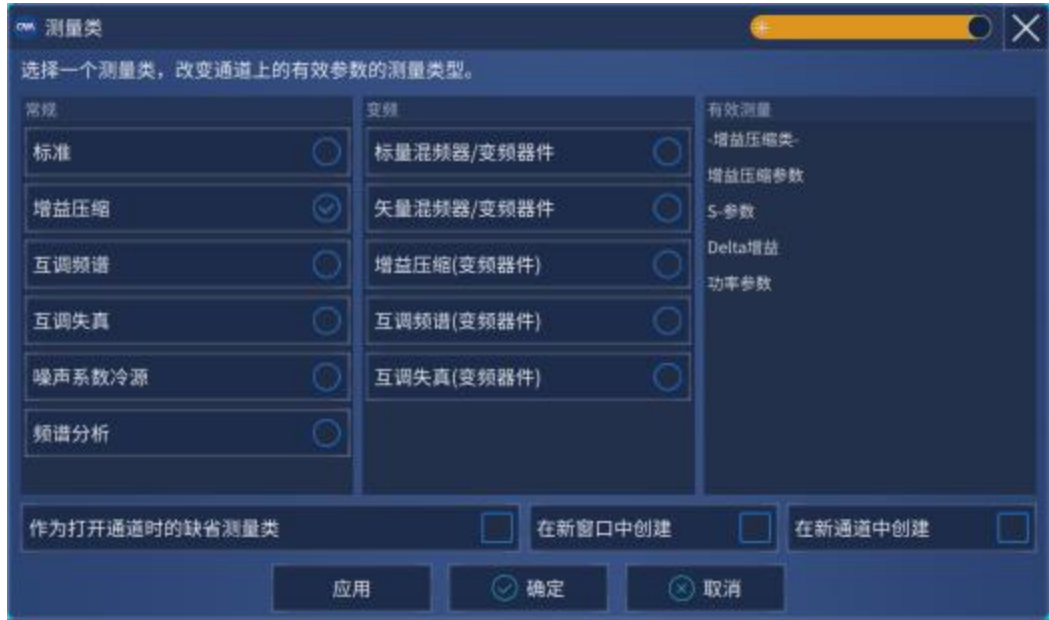 测量类
选择一个测量类，改变通道上的有效参数的测量类型。
常规
标准
增益压缩
互调频谱
互调失真
噪声系数冷源
频谱分析
变频
标量混频器/变频器件
矢量混频器/变频器件
增益压缩(变频器件)
互调频谱(变频器件)
互调失真(变频器件)
有效测量
-增益压缩类-
增益压缩参数
S-参数
Delta增益
功率参数
作为打开通道时的缺省测量类
在新窗口中创建
在新通道中创建
应用
确定
取消